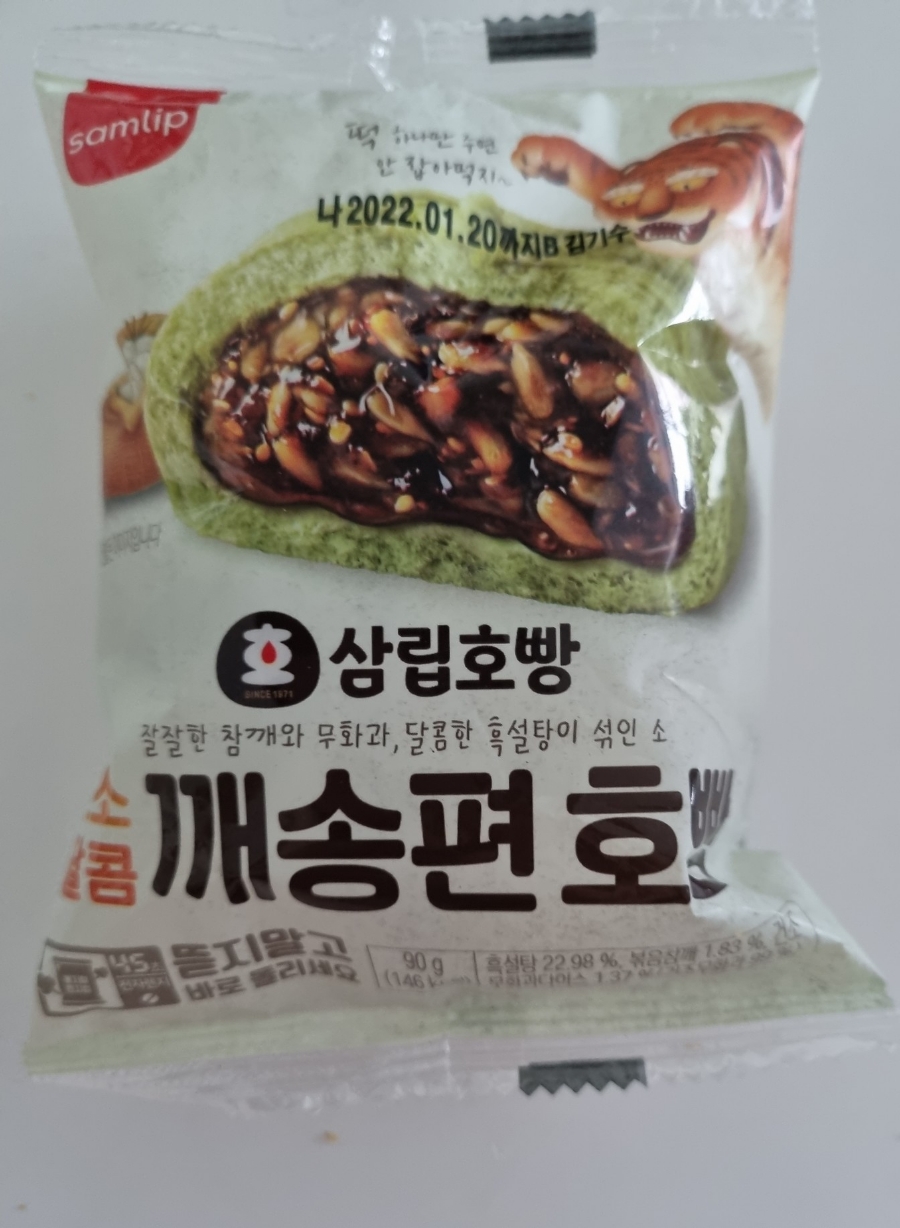 samlip
떡 하나만 주면
안 잡아먹지~
나2022.01.20까지B 김기수
호
SINCE 1971
삼립호빵
잘잘한 참깨와 무화과, 달콤한 흑설탕이 섞인 소
소
콤
깨송편 호빵
뜯지말고
바로 돌리세요
90 g
흑설탕 22.98 %, 볶음참깨 1.83 %,